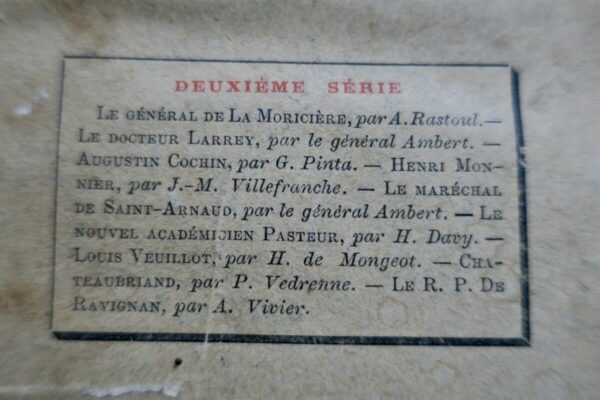 DEUXIÈME SÉRIE
LE GÉNÉRAL DE LA MORICIÈRE, par A. Rastoul. —
LE DOCTEUR LARREY, par le général Ambert. —
AUGUSTIN COCHIN, par G. Pinta. — HENRI MON-
NIER, par J.-M. Villefranche. — LE MARÉCHAL
DE SAINT-ARNAUD, par le général Ambert. — LE
NOUVEL ACADÉMICIEN PASTEUR, par H. Davy. —
LOUIS VEUILLOT, par H. de Mongeot. — CHA-
TEAUBRIAND, par P. Vedrenne. — LE R. P. DE
RAVIGNAN, par A. Vivier.